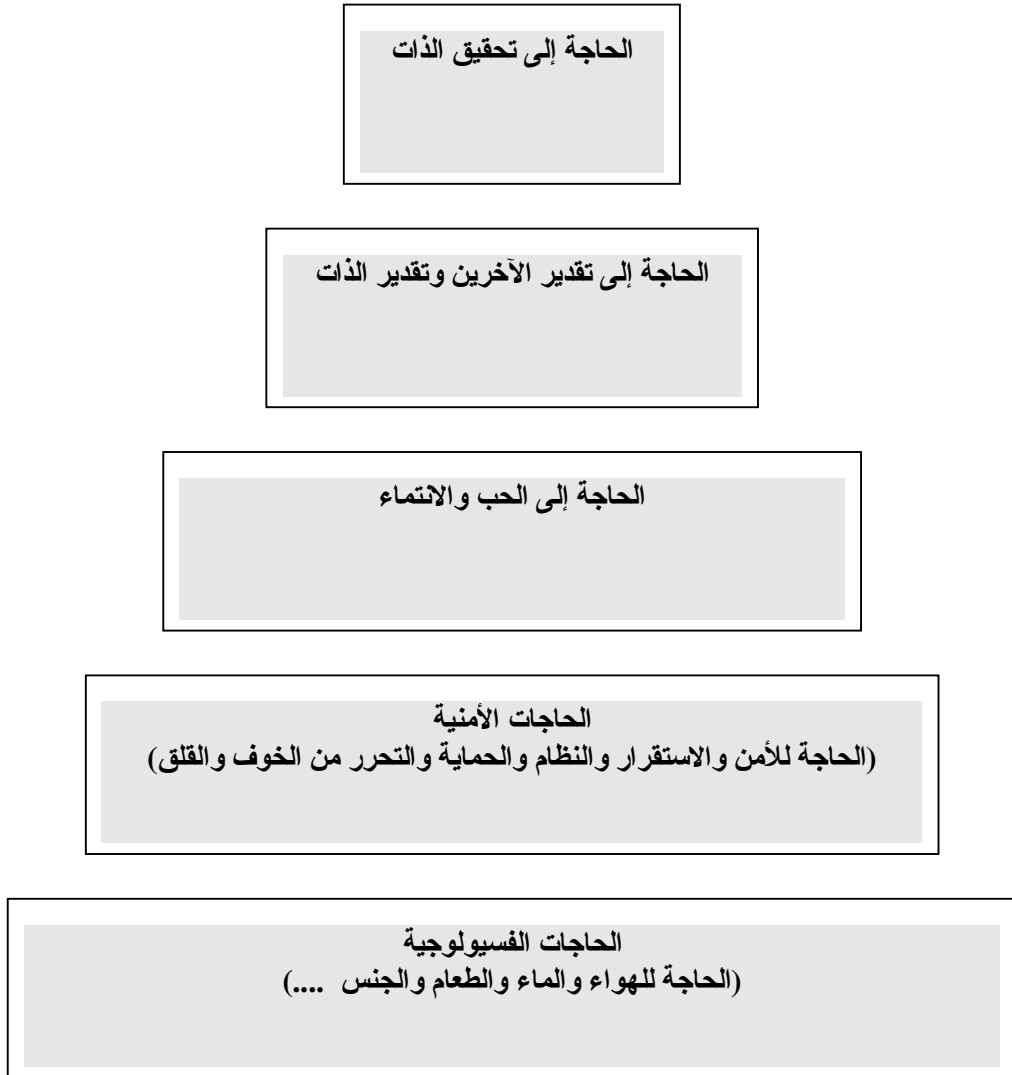 الحاجة إلى تحقيق الذات
الحاجة إلى تقدير الآخرين وتقدير الذات
الحاجة إلى الحب والانتماء
الحاجات الأمنية
(الحاجة للأمن والاستقرار والنظام والحماية والتحرر من الخوف والقلق)
الحاجات الفسيولوجية
(الحاجة للهواء والماء والطعام والجنس ....)